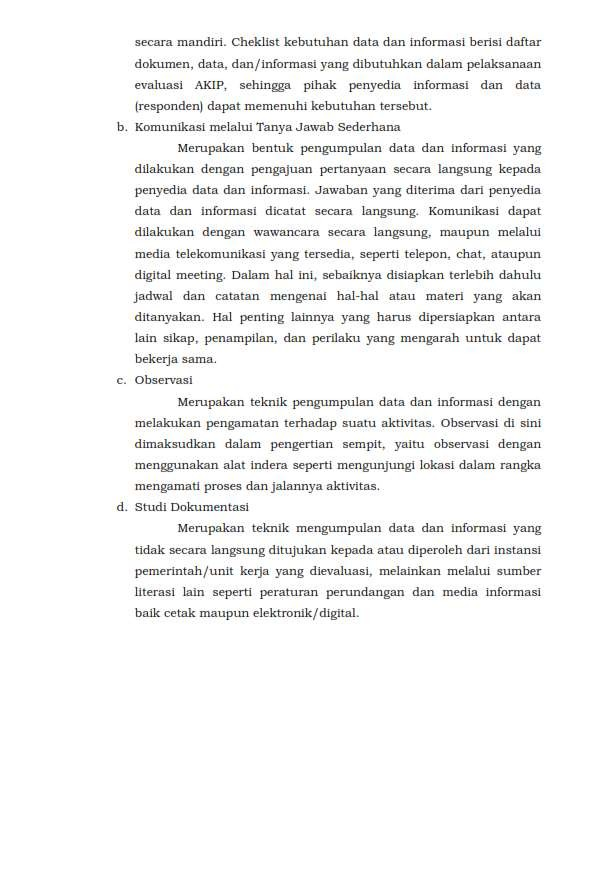 secara mandiri. Cheklist kebutuhan data dan informasi berisi daftar
dokumen, data, dan/informasi yang dibutuhkan dalam pelaksanaan
evaluasi AKIP, sehingga pihak penyedia informasi dan data
(responden) dapat memenuhi kebutuhan tersebut.
b. Komunikasi melalui Tanya Jawab Sederhana
Merupakan bentuk pengumpulan data dan informasi yang
dilakukan dengan pengajuan pertanyaan secara langsung kepada
penyedia data dan informasi. Jawaban yang diterima dari penyedia
data dan informasi dicatat secara langsung. Komunikasi dapat
dilakukan dengan wawancara secara langsung, maupun melalui
media telekomunikasi yang tersedia, seperti telepon, chat, ataupun
digital meeting. Dalam hal ini, sebaiknya disiapkan terlebih dahulu
jadwal dan catatan mengenai hal-hal atau materi yang akan
ditanyakan. Hal penting lainnya yang harus dipersiapkan antara
lain sikap, penampilan, dan perilaku yang mengarah untuk dapat
bekerja sama.
c. Observasi
Merupakan teknik pengumpulan data dan informasi dengan
melakukan pengamatan terhadap suatu aktivitas. Observasi di sini
dimaksudkan dalam pengertian sempit, yaitu observasi dengan
menggunakan alat indera seperti mengunjungi lokasi dalam rangka
mengamati proses dan jalannya aktivitas.
d. Studi Dokumentasi
Merupakan teknik mengumpulan data dan informasi yang
tidak secara langsung ditujukan kepada atau diperoleh dari instansi
pemerintah/unit kerja yang dievaluasi, melainkan melalui sumber
literasi lain seperti peraturan perundangan dan media informasi
baik cetak maupun elektronik/digital.